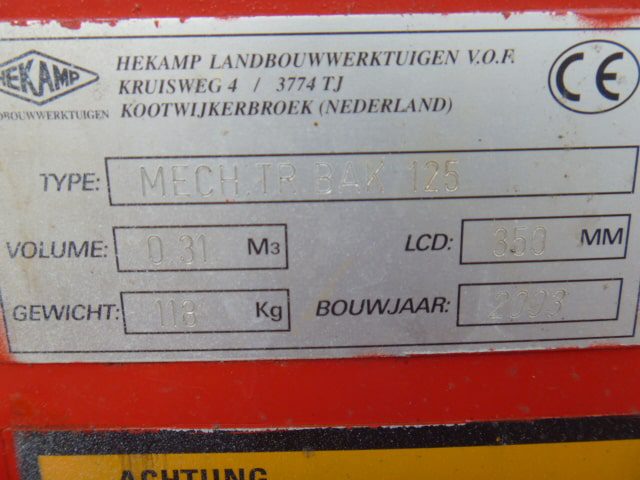 HEKAMP LANDBOUWWERKTUIGEN V.O.F.
KRUISWEG 4 / 3774 TJ
KOOTWIJKERBROEK (NEDERLAND)
HEKAMP
LANDBOUWWERKTUIGEN
CE
TYPE: MECH.TR.BAK 125
VOLUME: 0.31 M3 LCD: 350 MM
GEWICHT: 118 Kg BOUWJAAR: 2003
ACHTUNG